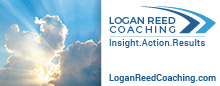 LOGAN REED
COACHING
Insight.Action.Results
LoganReedCoaching.com